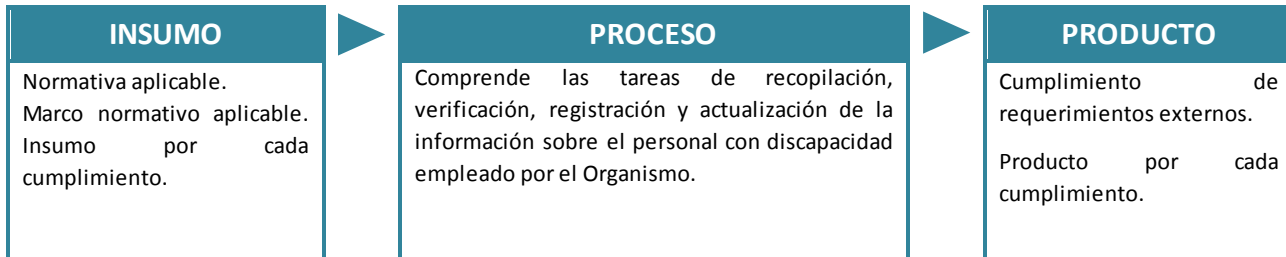 INSUMO
Normativa aplicable.
Marco normativo aplicable.
Insumo por cada
cumplimiento.
PROCESO
Comprende las tareas de recopilación,
verificación, registración y actualización de la
información sobre el personal con discapacidad
empleado por el Organismo.
PRODUCTO
Cumplimiento de
requerimientos externos.
Producto por cada
cumplimiento.